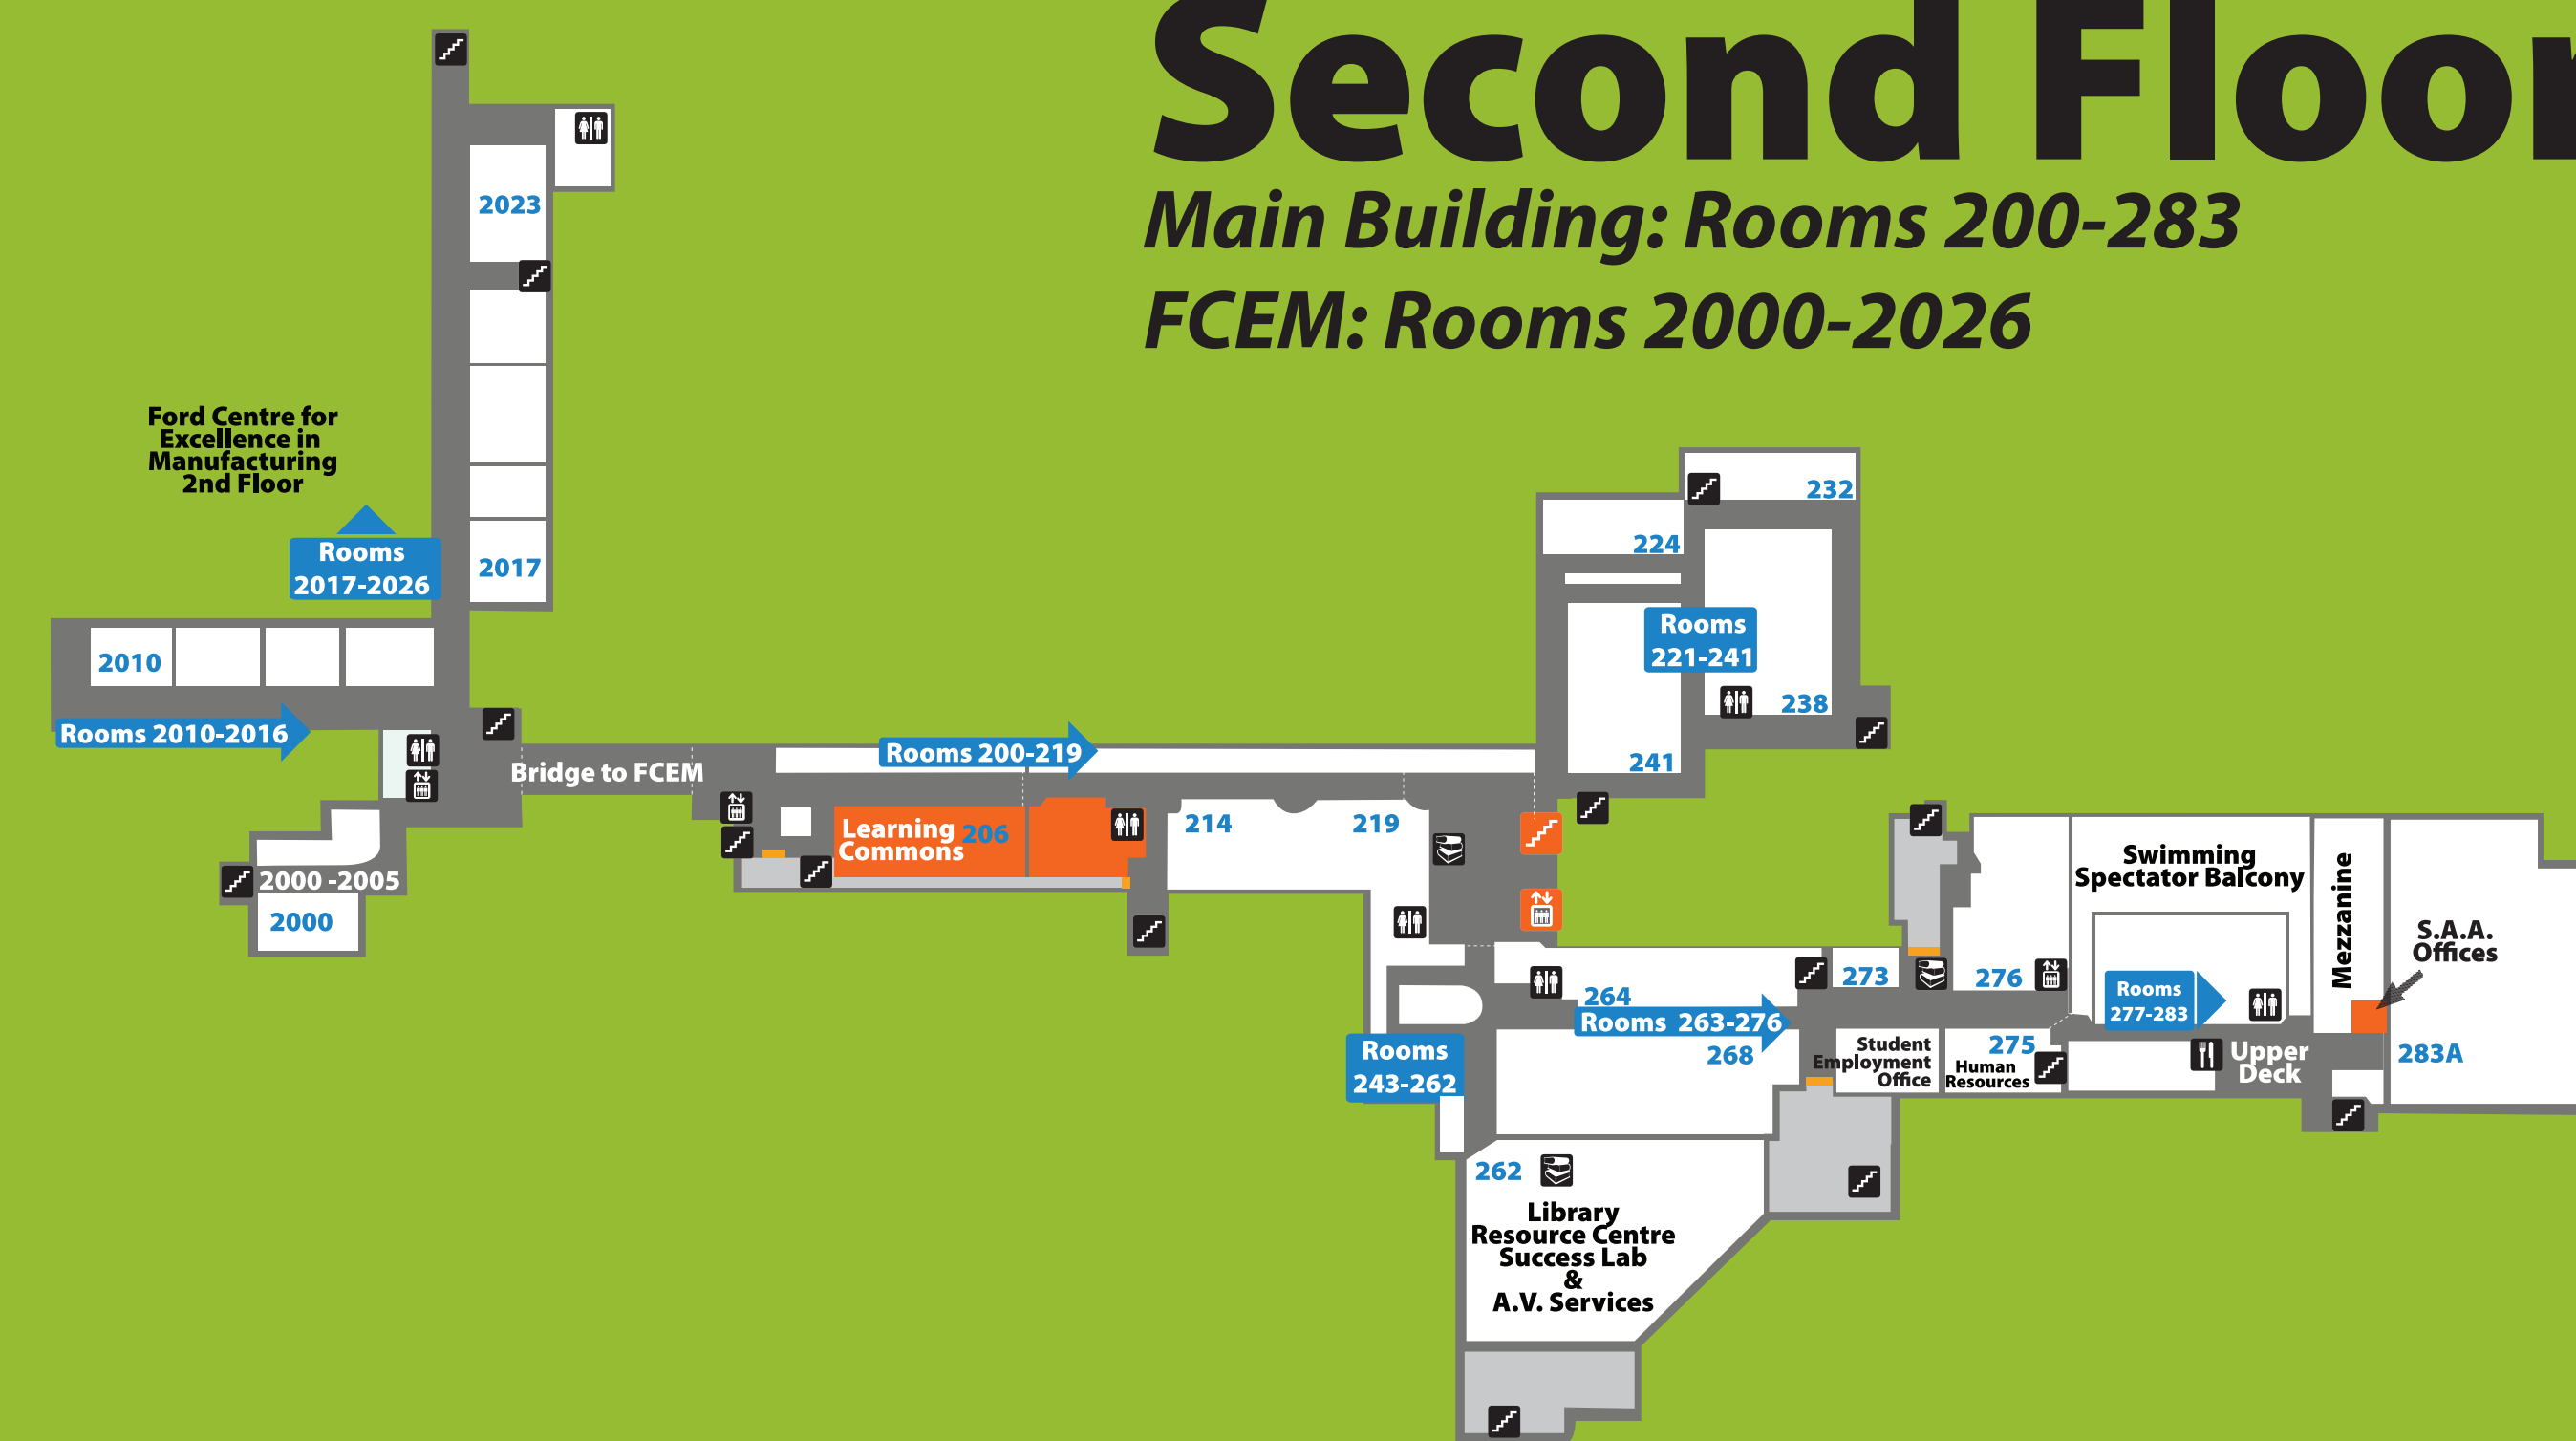 Second Floor
Main Building: Rooms 200-283
FCEM: Rooms 2000-2026
2023
Ford Centre for
Excellence in
Manufacturing
2nd Floor
Rooms
2017-2026
2017
2010
Rooms 2010-2016
2000 -2005
2000
Bridge to FCEM
Rooms 200-219
Learning
Commons
206
214
219
232
224
Rooms
221-241
238
241
Rooms
243-262
264
Rooms 263-276
268
273
276
Student
Employment
Office
275
Human
Resources
262
Library
Resource Centre
Success Lab
&
A.V. Services
Swimming
Spectator Balcony
Rooms
277-283
Upper
Deck
Mezzanine
S.A.A.
Offices
283A